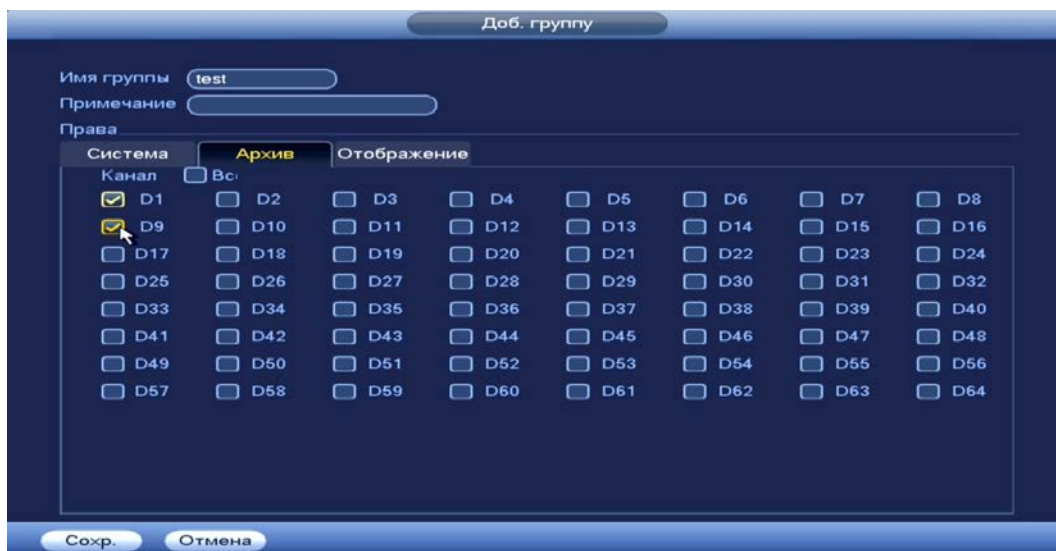 Доб. группу
Имя группы test
Примечание
Права
Система Архив Отображение
Канал
D1 D2 D3 D4 D5 D6 D7 D8
D9 D10 D11 D12 D13 D14 D15 D16
D17 D18 D19 D20 D21 D22 D23 D24
D25 D26 D27 D28 D29 D30 D31 D32
D33 D34 D35 D36 D37 D38 D39 D40
D41 D42 D43 D44 D45 D46 D47 D48
D49 D50 D51 D52 D53 D54 D55 D56
D57 D58 D59 D60 D61 D62 D63 D64
Сохр. Отмена